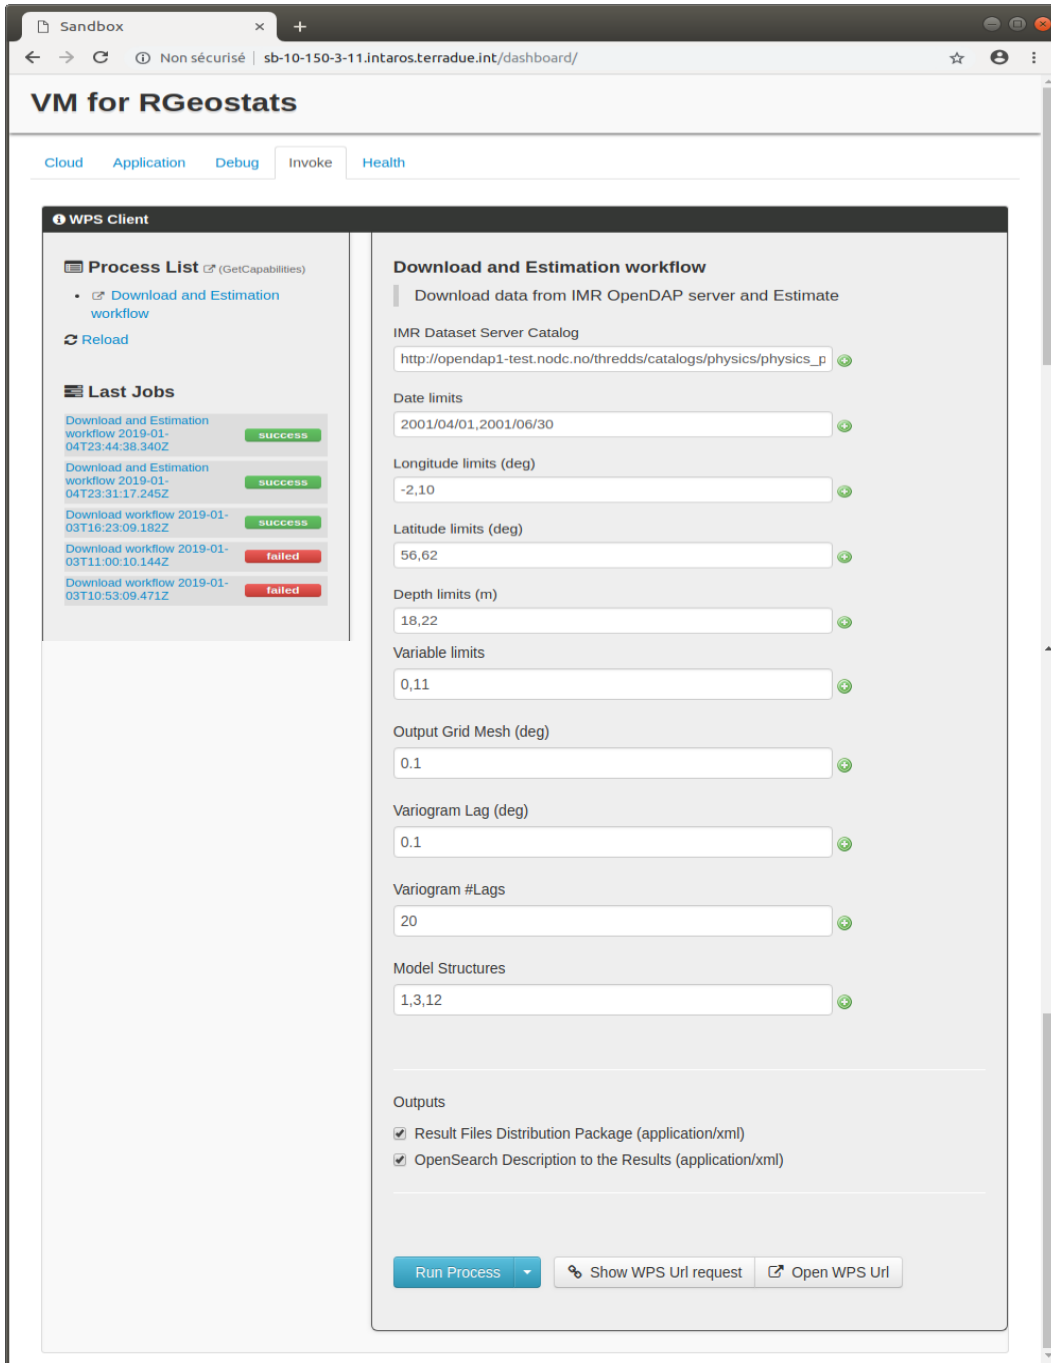 Sandbox
Non sécurisé | sb-10-150-3-11.intaros.terradue.int/dashboard/
VM for RGeostats
Cloud Application Debug Invoke Health
WPS Client
Process List (GetCapabilities)
Download and Estimation
workflow
Reload
Last Jobs
Download and Estimation
workflow 2019-01-
04T23:44:38.340Z
success
Download and Estimation
workflow 2019-01-
04T23:31:17.245Z
success
Download workflow 2019-01-
03T16:23:09.182Z
success
Download workflow 2019-01-
03T11:00:10.144Z
failed
Download workflow 2019-01-
03T10:53:09.471Z
failed
Download and Estimation workflow
Download data from IMR OpenDAP server and Estimate
IMR Dataset Server Catalog
http://opendap1-test.nodc.no/thredds/catalogs/physics/physics_p
Date limits
2001/04/01,2001/06/30
Longitude limits (deg)
-2,10
Latitude limits (deg)
56,62
Depth limits (m)
18,22
Variable limits
0,11
Output Grid Mesh (deg)
0.1
Variogram Lag (deg)
0.1
Variogram #Lags
20
Model Structures
1,3,12
Outputs
Result Files Distribution Package (application/xml)
OpenSearch Description to the Results (application/xml)
Run Process Show WPS Url request Open WPS Url